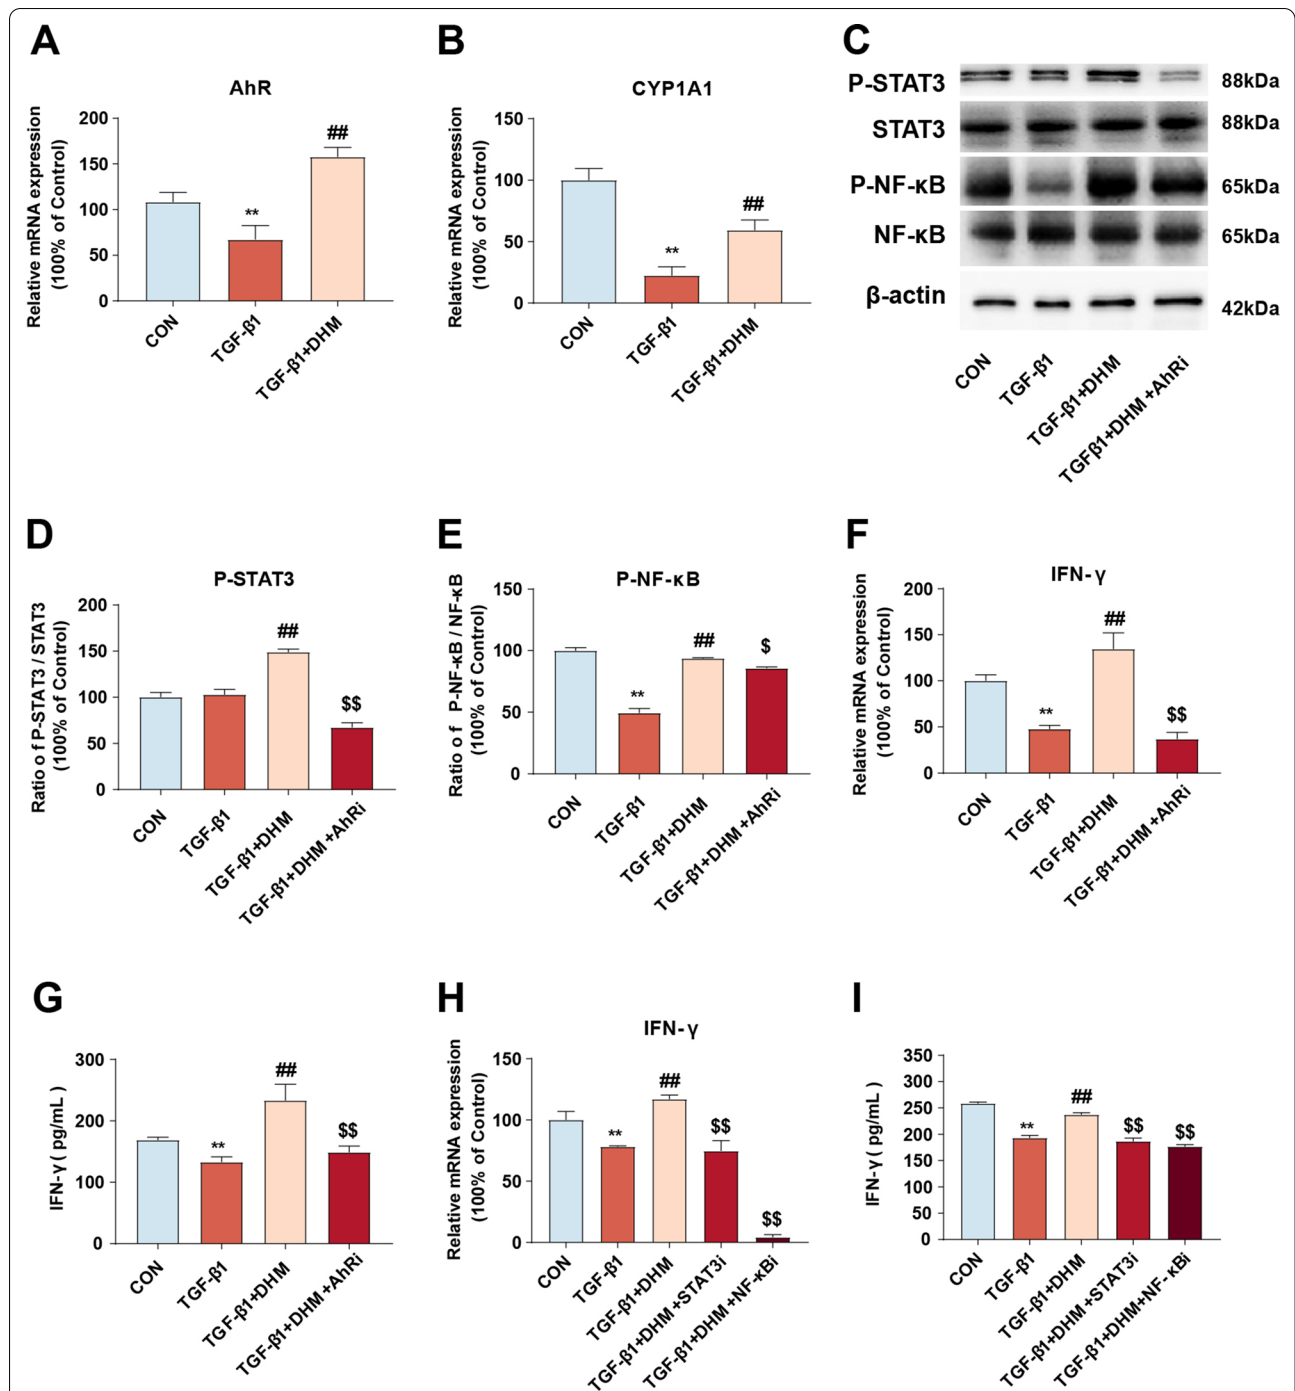 A
AhR
Relative mRNA expression
(100% of Control)
200
150
100
50
0
**
##
CON
TGF-β1
TGF-β1+DHM
B
CYP1A1
Relative mRNA expression
(100% of Control)
150
100
50
0
**
##
CON
TGF-β1
TGF-β1+DHM
C
P-STAT3 88kDa
STAT3 88kDa
P-NF-κB 65kDa
NF-κB 65kDa
β-actin 42kDa
CON
TGF-β1
TGF-β1+DHM
TGFβ1+DHM +AhRi
D
P-STAT3
Ratio o f P-STAT3 / STAT3
(100% of Control)
200
150
100
50
0
##
$$
CON
TGF-β1
TGF-β1+DHM
TGF-β1+DHM +AhRi
E
P-NF-κB
Ratio o f P-NF-κB / NF-κB
(100% of Control)
150
100
50
0
**
##
$
CON
TGF-β1
TGF-β1+DHM
TGF-β1+DHM +AhRi
F
IFN- γ
Relative mRNA expression
(100% of Control)
200
150
100
50
0
**
##
$$
CON
TGF-β1
TGF-β1+DHM
TGF-β1+DHM +AhRi
G
IFN- γ ( pg/mL )
300
200
100
0
**
##
$$
CON
TGF-β1
TGF-β1+DHM
TGF-β1+DHM +AhRi
H
IFN- γ
Relative mRNA expression
(100% of Control)
150
100
50
0
**
##
$$
$$
CON
TGF-β1
TGF-β1+DHM
TGF-β1+DHM +STAT3i
TGF-β1+DHM+NF-κBi
I
IFN- γ ( pg/mL )
350
300
250
200
150
100
50
0
**
##
$$
$$
CON
TGF-β1
TGF-β1+DHM
TGF-β1+DHM +STAT3i
TGF-β1+DHM+NF- κBi